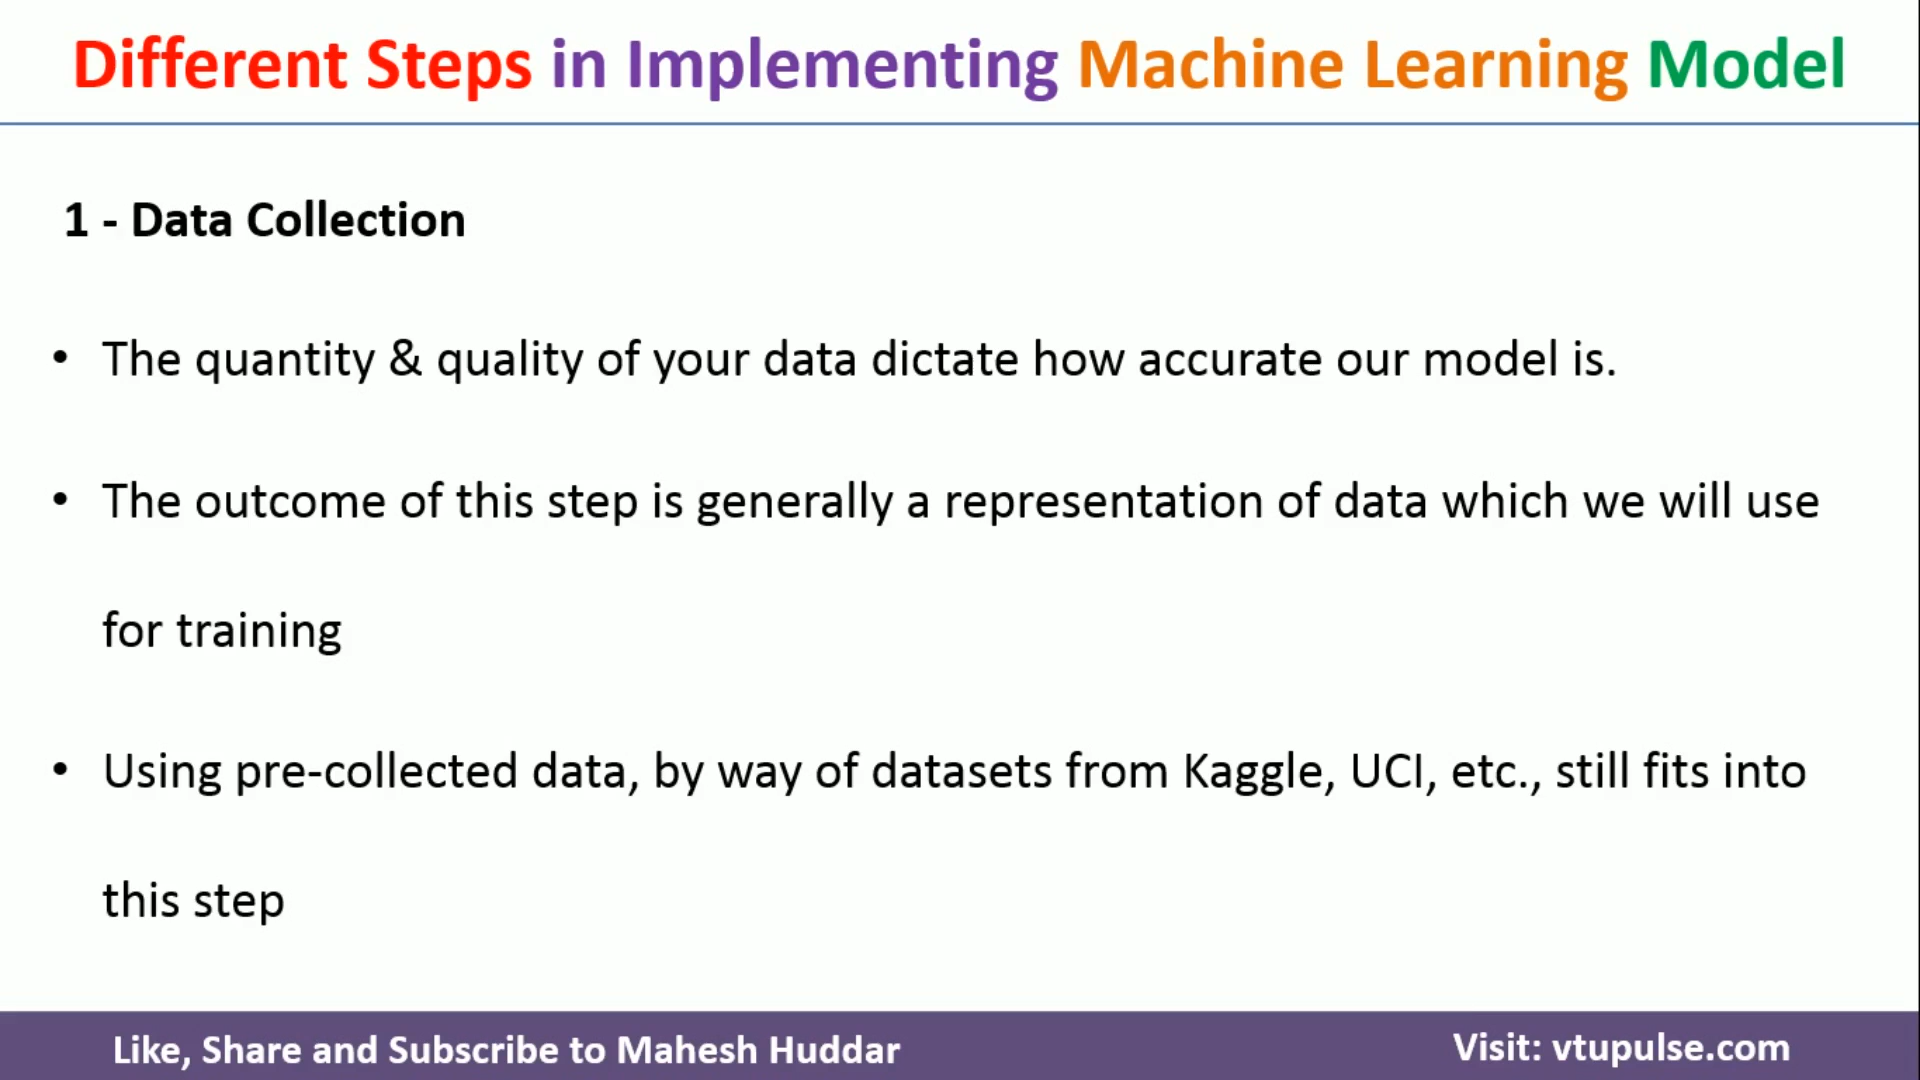 Different Steps in Implementing Machine Learning Model
1 - Data Collection
• The quantity & quality of your data dictate how accurate our model is.
• The outcome of this step is generally a representation of data which we will use
for training
• Using pre-collected data, by way of datasets from Kaggle, UCI, etc., still fits into
this step
Like, Share and Subscribe to Mahesh Huddar
Visit: vtupulse.com